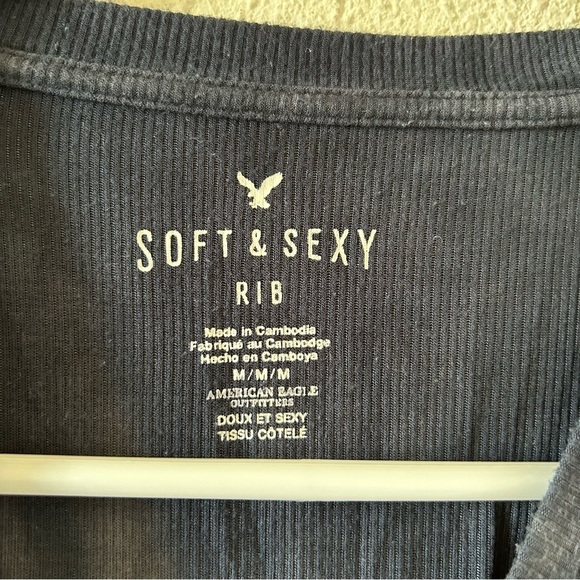 SOFT & SEXY
RIB
Made in Cambodia
Fabriqué au Cambodge
Hecho en Camboya
M/M/M
AMERICAN EAGLE
OUTFITTERS
DOUX ET SEXY
TISSU CÔTELÉ